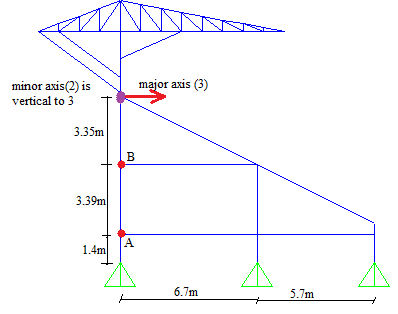 minor axis(2) is
vertical to 3
major axis (3)
3.35m
B
3.39m
A
1.4m
6.7m
5.7m